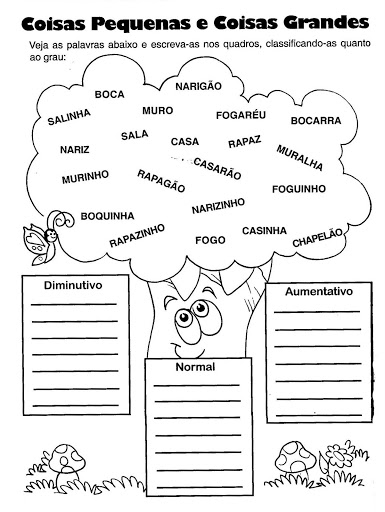 Coisas Pequenas e Coisas Grandes
Veja as palavras abaixo e escreva-as nos quadros, classificando-as quanto
ao grau:
BOCA
NARIGÃO
SALINHA
MURO
FOGARÉU
BOCARRA
SALA
CASA
RAPAZ
NARIZ
MURALHA
CASARÃO
MURINHO
RAPAGÃO
FOGUINHO
NARIZINHO
BOQUINHA
RAPAZINHO
FOGO
CASINHA
CHAPELÃO
Diminutivo
Aumentativo
Normal